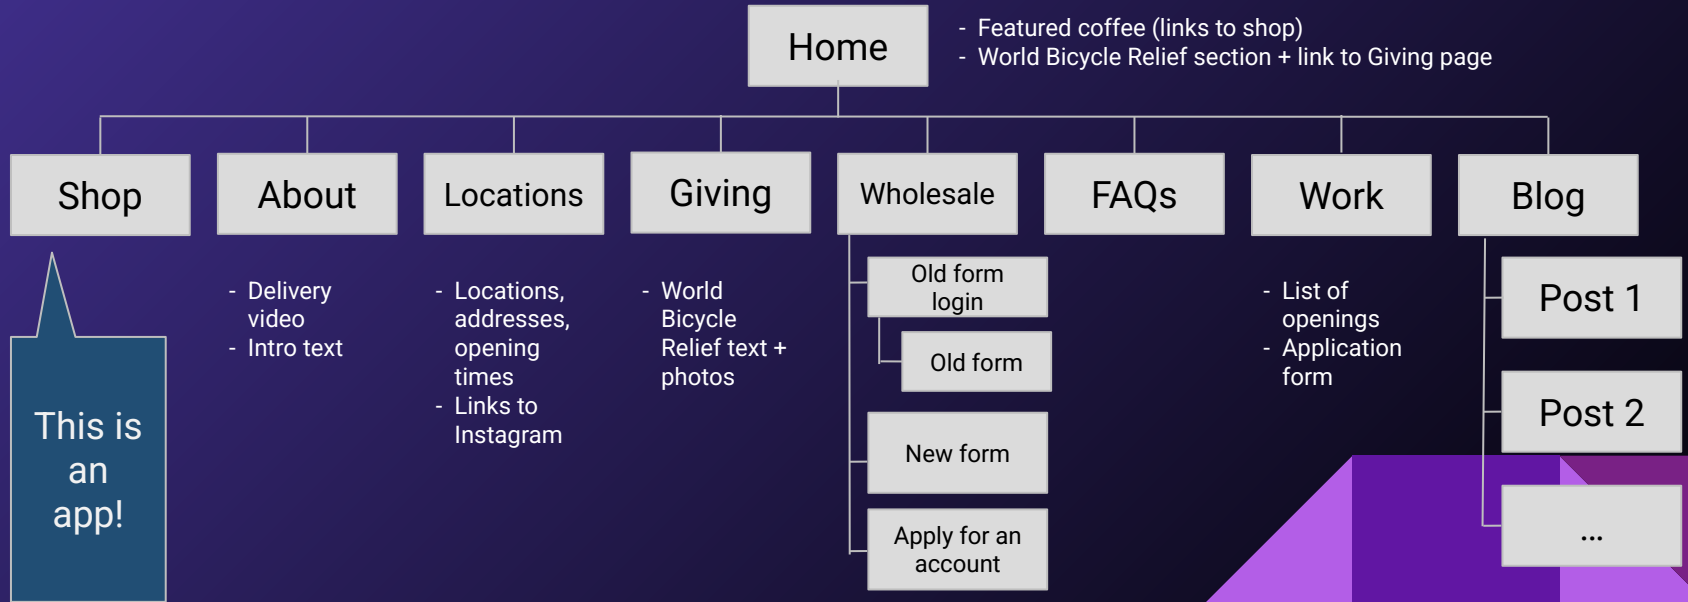 Home
- Featured coffee (links to shop)
- World Bicycle Relief section + link to Giving page
Shop
About
Locations
Giving
Wholesale
FAQs
Work
Blog
This is
an
app!
- Delivery
video
- Intro text
- Locations,
addresses,
opening
times
- Links to
Instagram
- World
Bicycle
Relief text +
photos
Old form
login
Old form
New form
Apply for an
account
- List of
openings
- Application
form
Post 1
Post 2
...